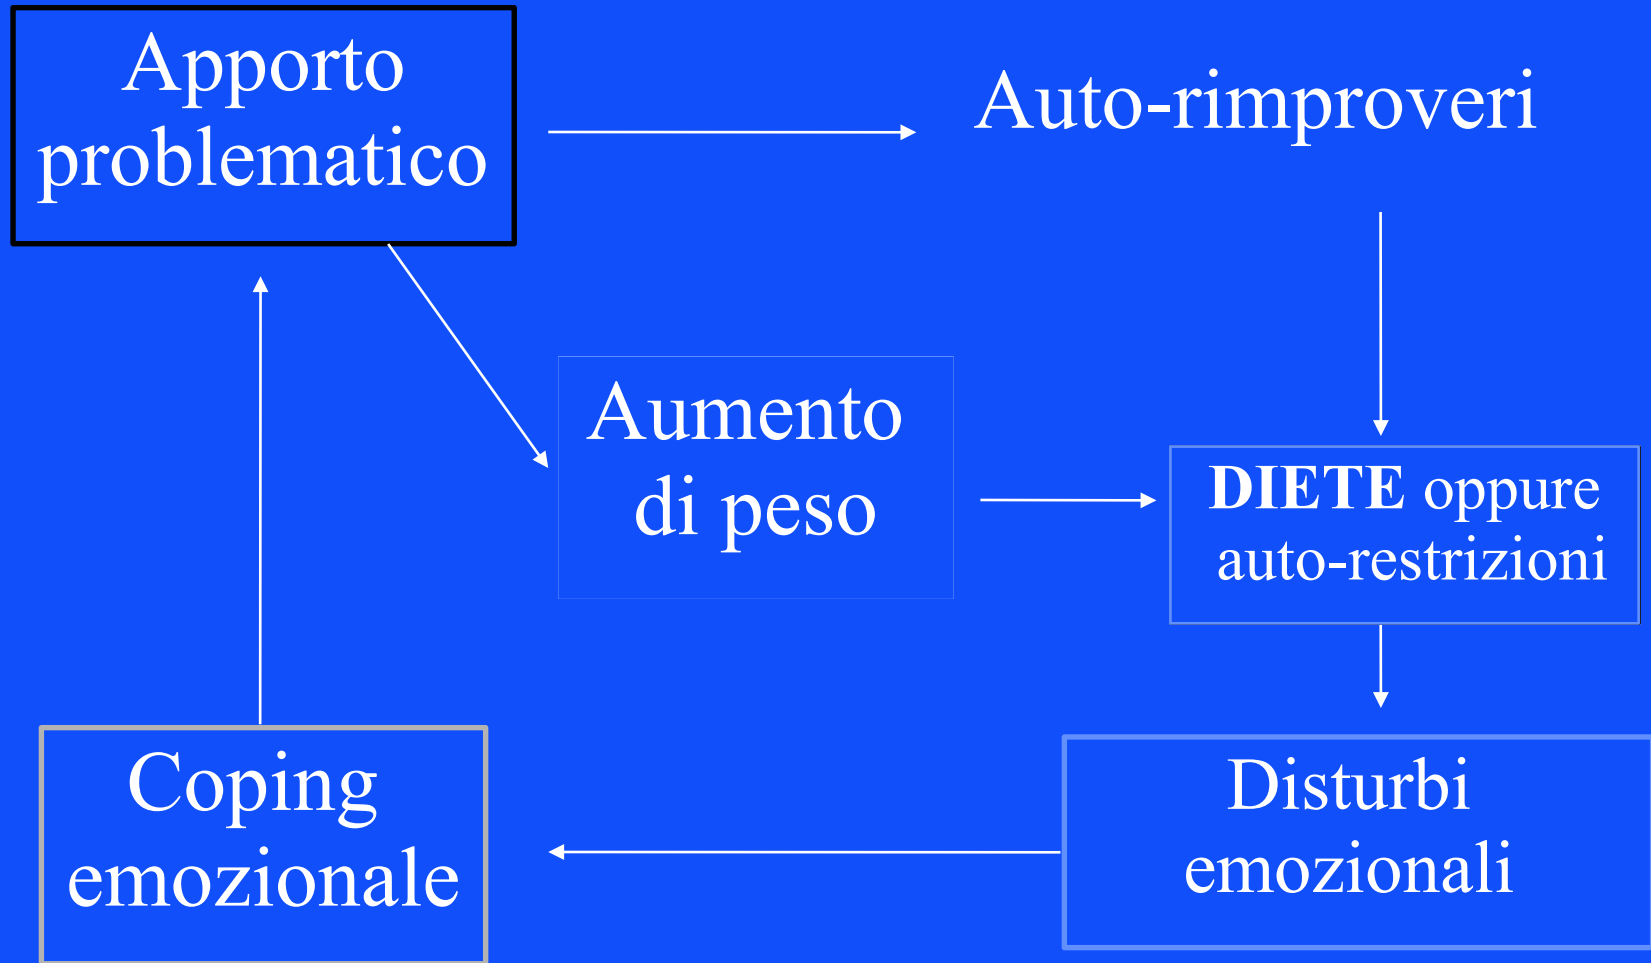 Apporto
problematico
Auto-rimproveri
Aumento
di peso
DIETE oppure
auto-restrizioni
Coping
emozionale
Disturbi
emozionali